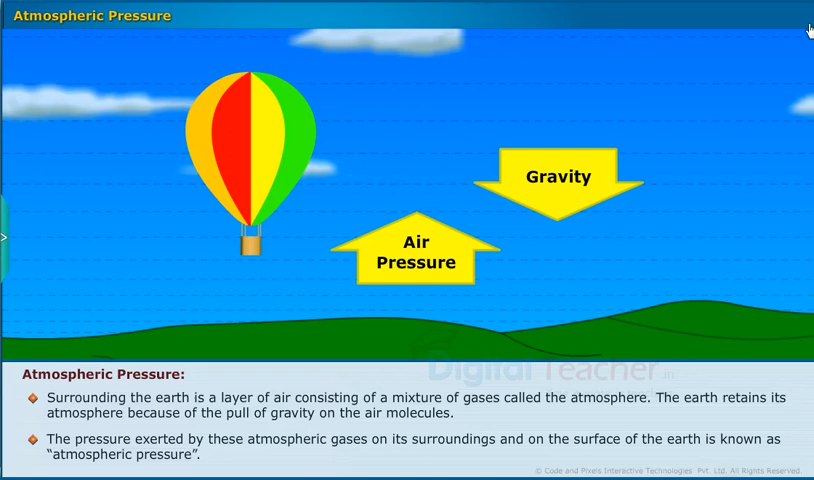 Atmospheric Pressure
Gravity
Air
Pressure
Digital Teacher.in
Atmospheric Pressure:
Surrounding the earth is a layer of air consisting of a mixture of gases called the atmosphere. The earth retains its
atmosphere because of the pull of gravity on the air molecules.
The pressure exerted by these atmospheric gases on its surroundings and on the surface of the earth is known as
“atmospheric pressure”.
© Code and Pixels Interactive Technologies Pvt. Ltd. All Rights Reserved.